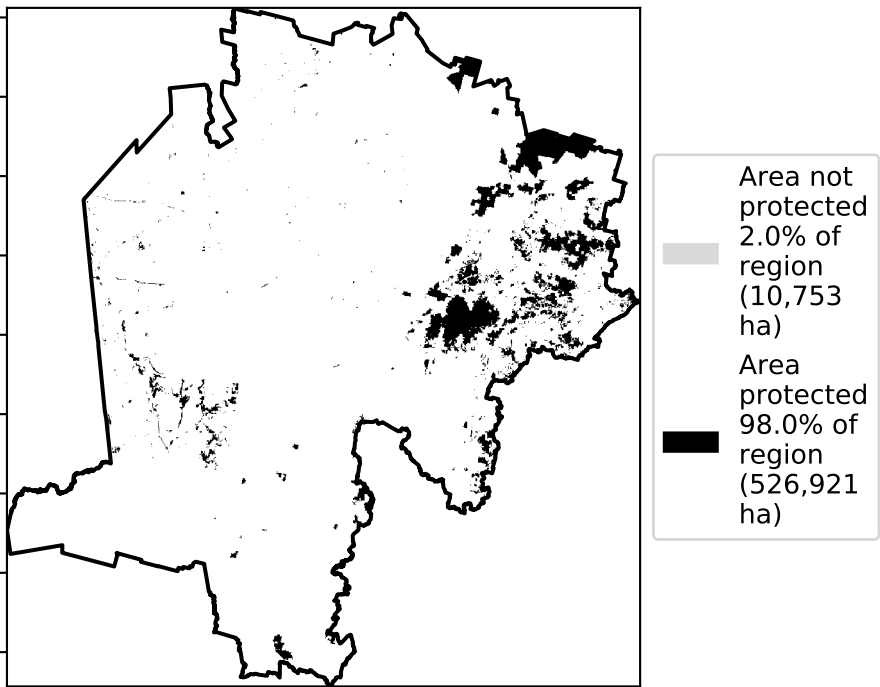 Area not
protected
2.0% of
region
(10,753
ha)
Area
protected
98.0% of
region
(526,921
ha)